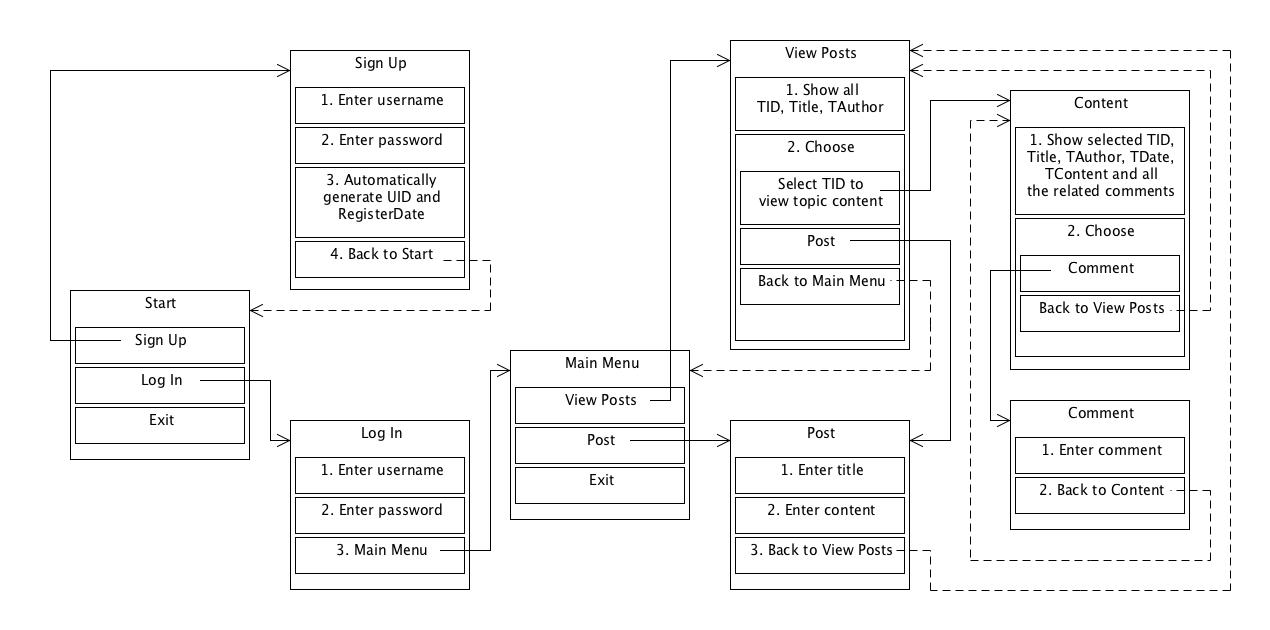 Sign Up
1. Enter username
2. Enter password
3. Automatically
generate UID and
RegisterDate
4. Back to Start
Start
Sign Up
Log In
Exit
Log In
1. Enter username
2. Enter password
3. Main Menu
Main Menu
View Posts
Post
Exit
View Posts
1. Show all
TID, Title, TAuthor
2. Choose
Select TID to
view topic content
Post
Back to Main Menu
Post
1. Enter title
2. Enter content
3. Back to View Posts
Content
1. Show selected TID,
Title, TAuthor, TDate,
TContent and all
the related comments
2. Choose
Comment
Back to View Posts
Comment
1. Enter comment
2. Back to Content